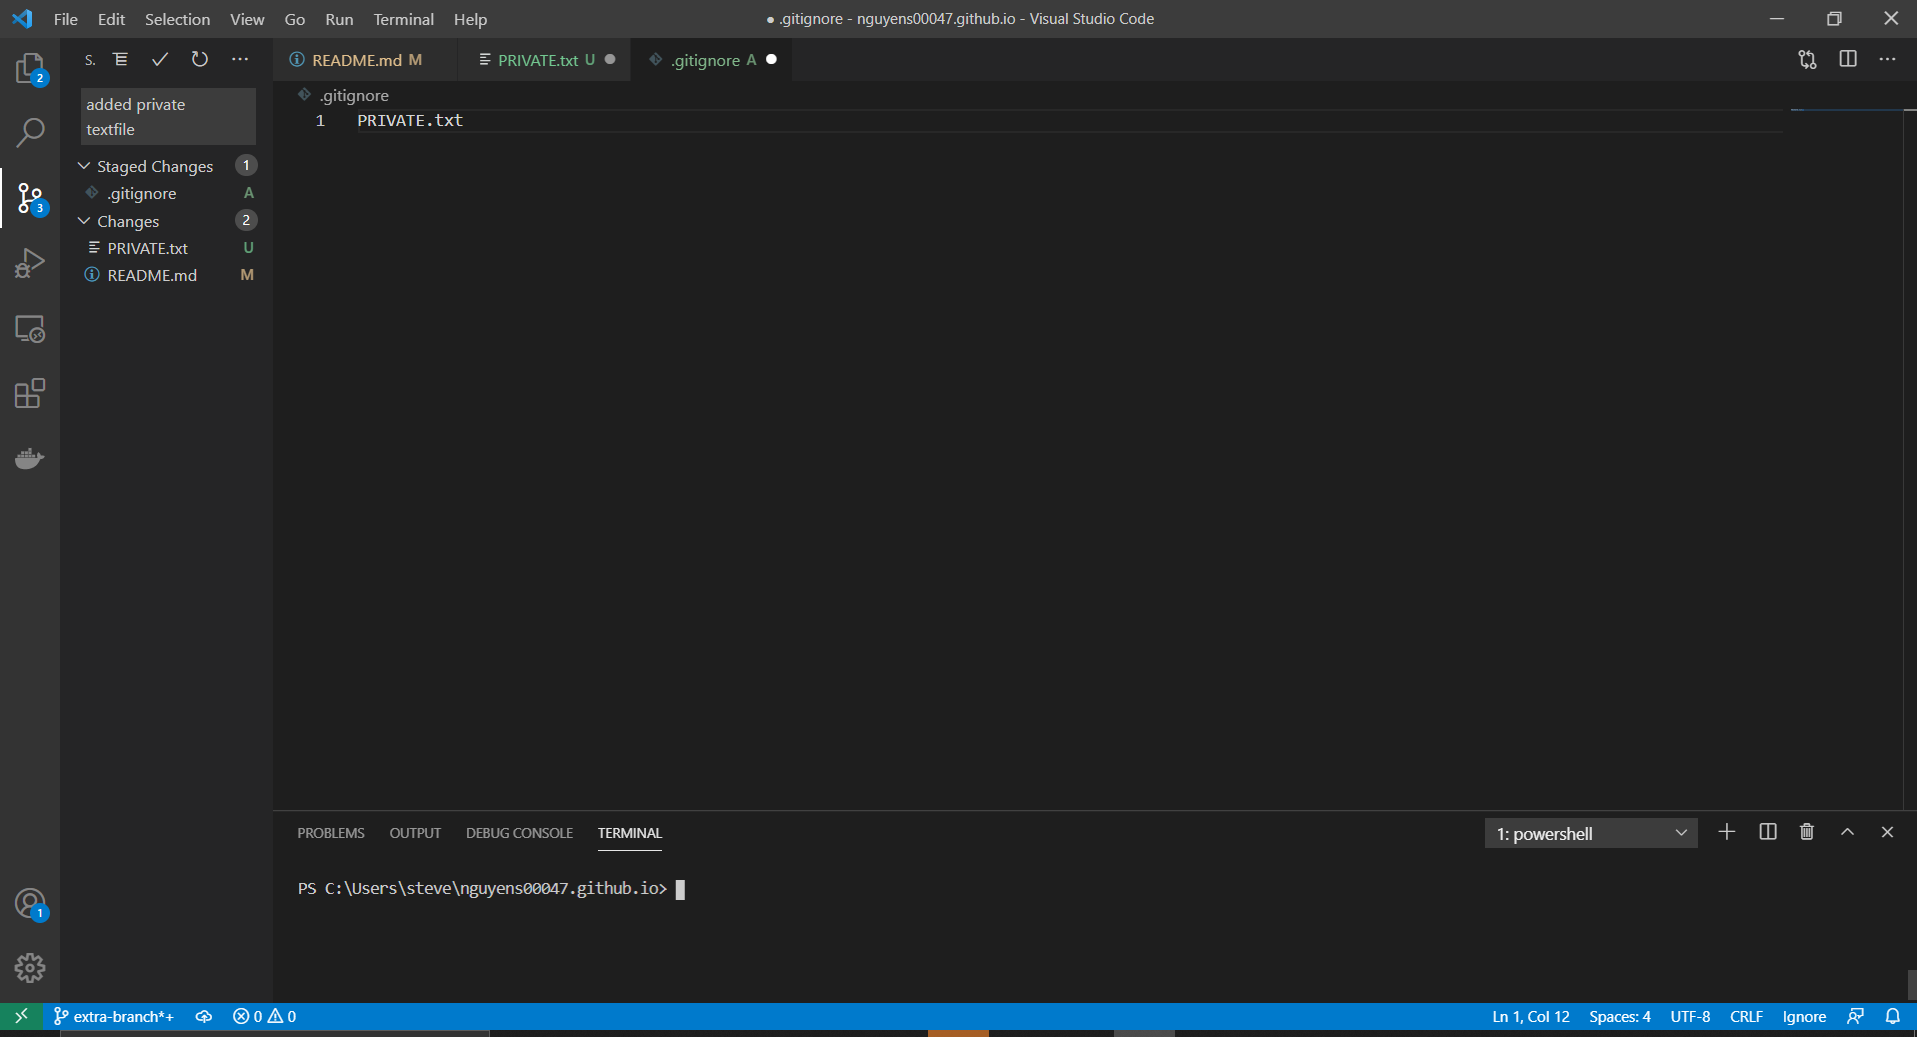 File Edit Selection View Go Run Terminal Help
● .gitignore - nguyens00047.github.io - Visual Studio Code
2
3
1
S.
added private
textfile
Staged Changes 1
.gitignore A
Changes 2
PRIVATE.txt U
README.md M
README.md M PRIVATE.txt U .gitignore A
.gitignore
1 PRIVATE.txt
PROBLEMS OUTPUT DEBUG CONSOLE TERMINAL
1: powershell
PS C:\Users\steve\nguyens00047.github.io>
extra-branch*+ 0 0
Ln 1, Col 12 Spaces: 4 UTF-8 CRLF Ignore